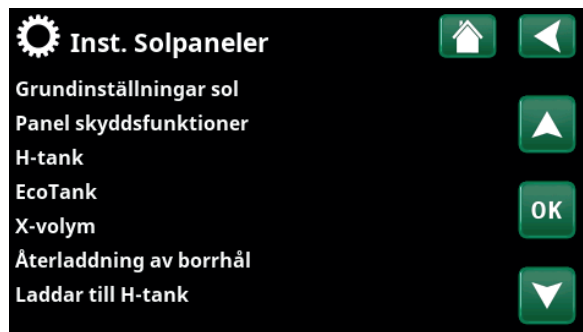 Inst. Solpaneler
Grundinställningar sol
Panel skyddsfunktioner
H-tank
EcoTank
OK
X-volym
Återladdning av borrhål
Laddar till H-tank